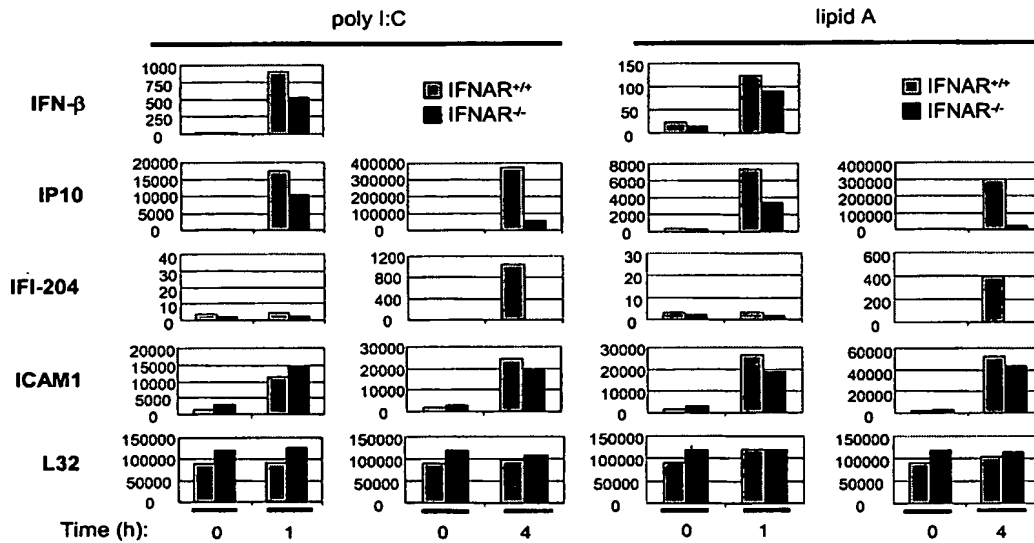 poly I:C lipid A
IFN-β 1000 750 500 250 0 IFNAR+/+ IFNAR-/- 150 100 50 0 IFNAR+/+ IFNAR-/-
IP10 20000 15000 10000 5000 0 400000 300000 200000 100000 0 8000 6000 4000 2000 0 400000 300000 200000 100000 0
IFI-204 40 30 20 10 0 1200 800 400 0 30 20 10 0 600 400 200 0
ICAM1 20000 15000 10000 5000 0 30000 20000 10000 0 30000 20000 10000 0 60000 40000 20000 0
L32 150000 100000 50000 0 150000 100000 50000 0 150000 100000 50000 0 150000 100000 50000 0
Time (h): 0 1 0 4 0 1 0 4